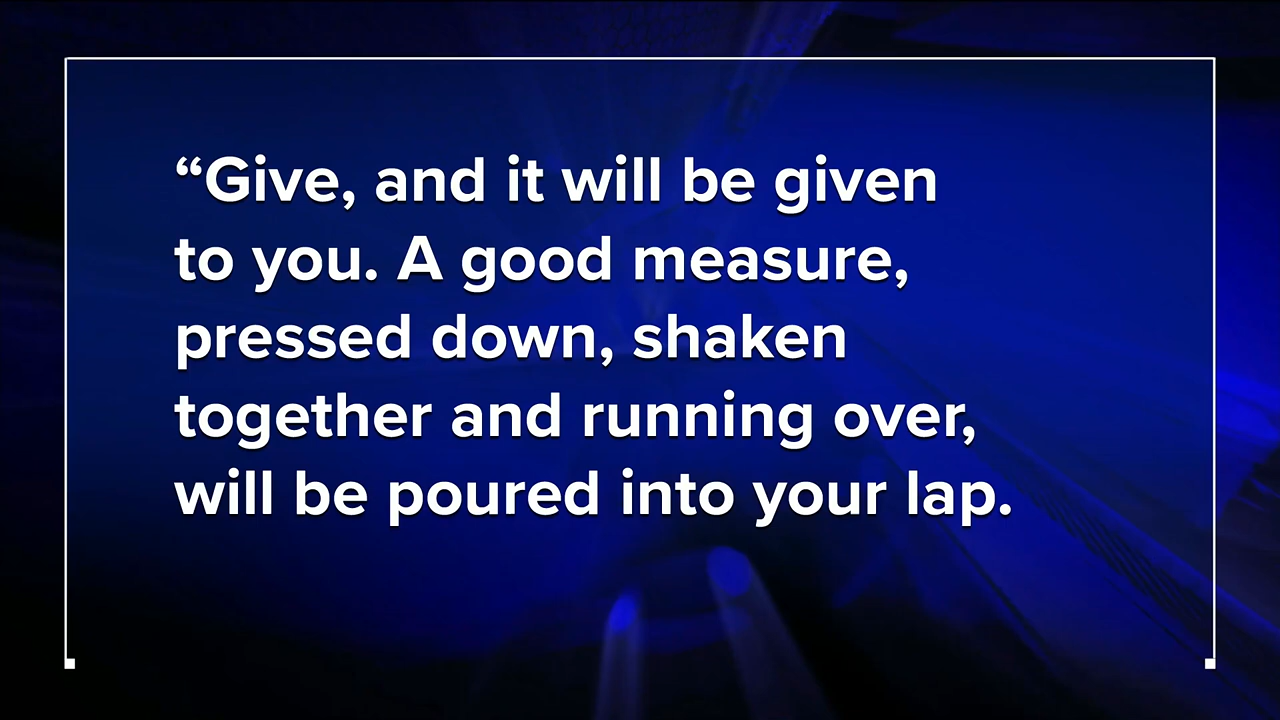 “Give, and it will be given
to you. A good measure,
pressed down, shaken
together and running over,
will be poured into your lap.